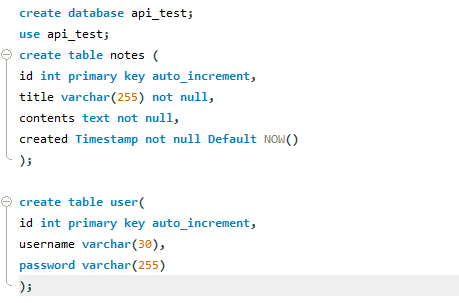 create database api_test;
use api_test;
create table notes (
id int primary key auto_increment,
title varchar(255) not null,
contents text not null,
created Timestamp not null Default NOW()
);
create table user(
id int primary key auto_increment,
username varchar(30),
password varchar(255)
);